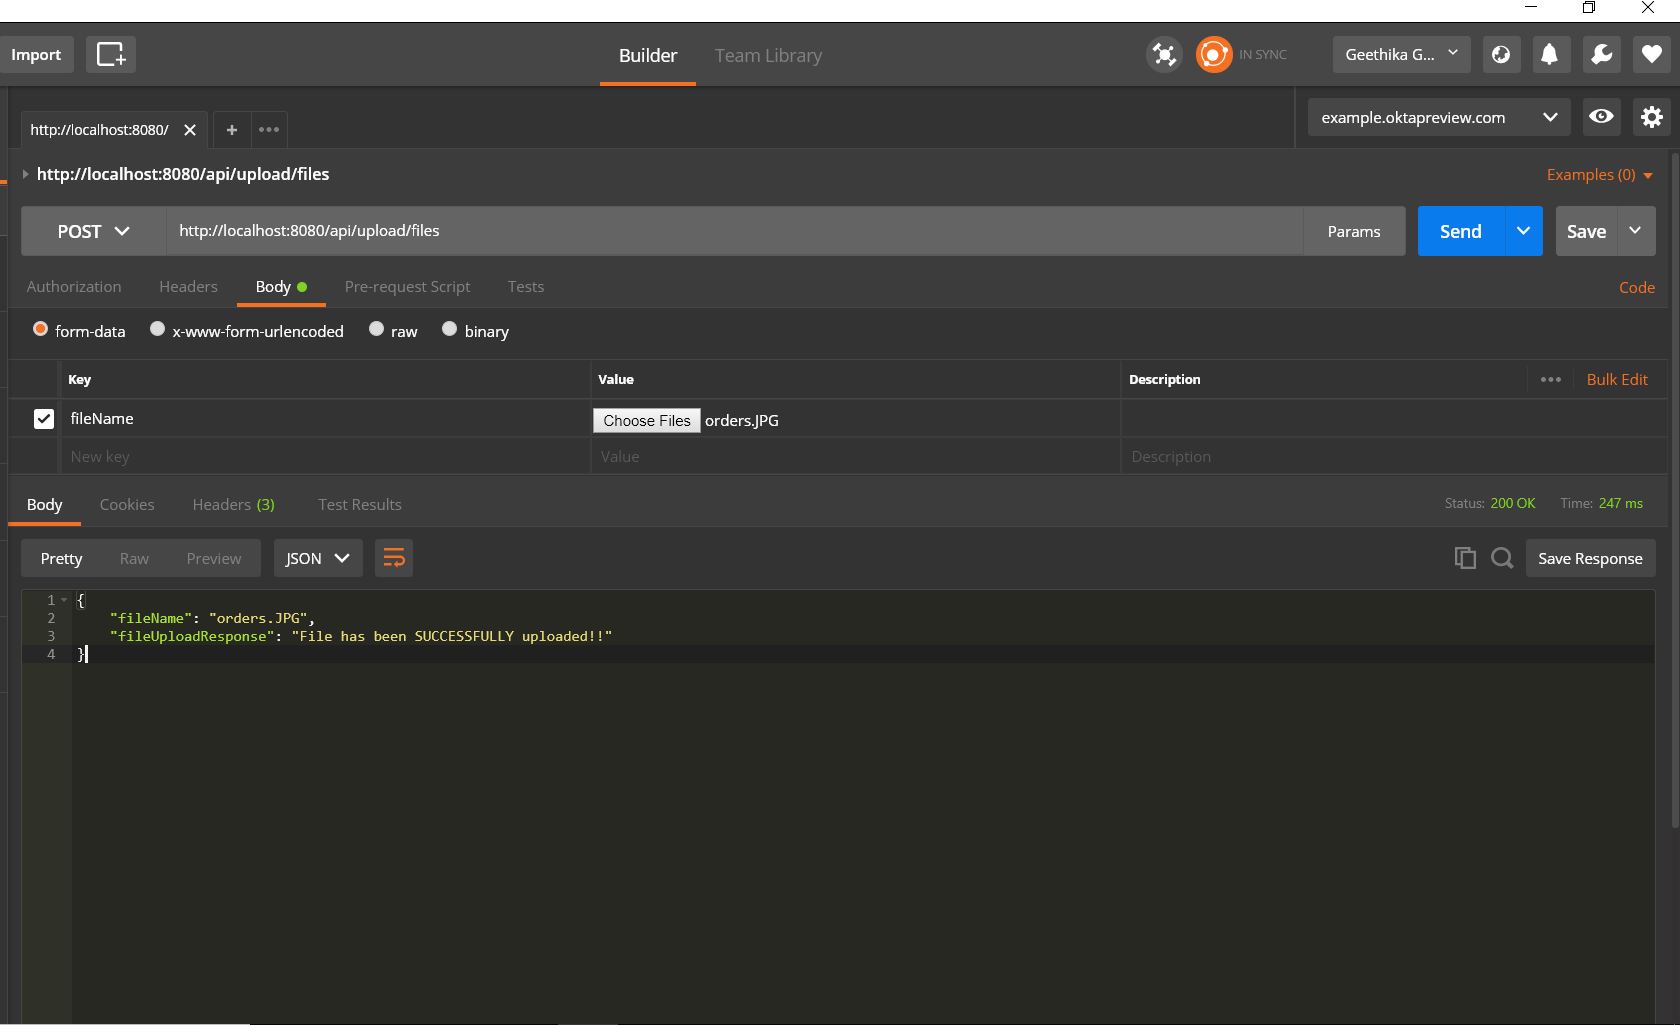 Import
Builder Team Library
IN SYNC
Geethika G...
http://localhost:8080/
example.oktapreview.com
http://localhost:8080/api/upload/files
Examples (0)
POST http://localhost:8080/api/upload/files Params Send Save
Authorization Headers Body Pre-request Script Tests Code
form-data x-www-form-urlencoded raw binary
Key Value Description Bulk Edit
fileName Choose Files orders.JPG
New key Value Description
Body Cookies Headers (3) Test Results Status: 200 OK Time: 247 ms
Pretty Raw Preview JSON Save Response
1 {
2 "fileName": "orders.JPG",
3 "fileUploadResponse": "File has been SUCCESSFULLY uploaded!!"
4 }